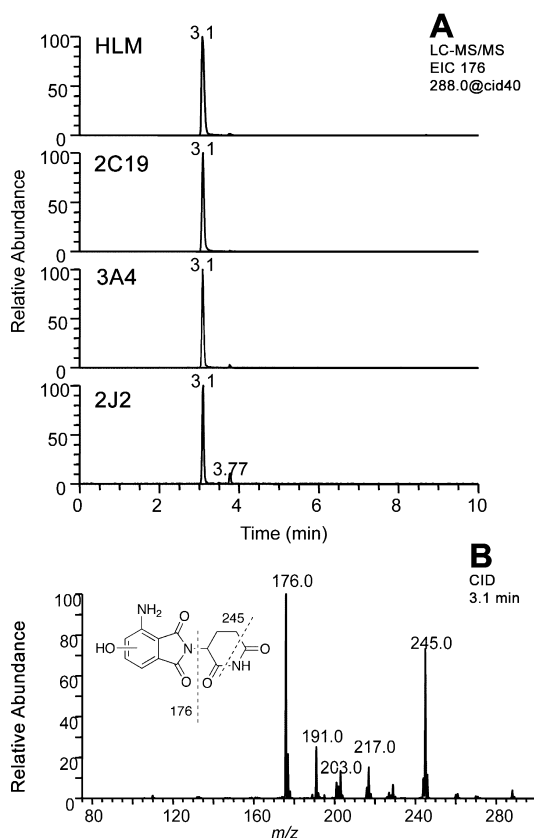 A
LC-MS/MS
EIC 176
288.0@cid40
HLM
3.1
100
50
0
2C19
3.1
100
50
0
3A4
3.1
100
50
0
2J2
3.1
3.77
100
50
0
Relative Abundance
0 2 4 6 8 10
Time (min)
B
CID
3.1 min
176.0
245.0
191.0
203.0
217.0
NH2
O
HO
N
O
O
O
NH
245
176
100
80
60
40
20
0
Relative Abundance
80 120 160 200 240 280
m/z